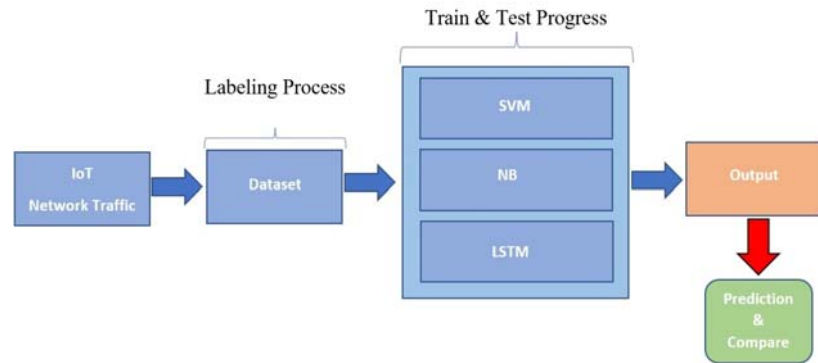 Train & Test Progress
Labeling Process
IoT
Network Traffic
Dataset
SVM
NB
LSTM
Output
Prediction
&
Compare